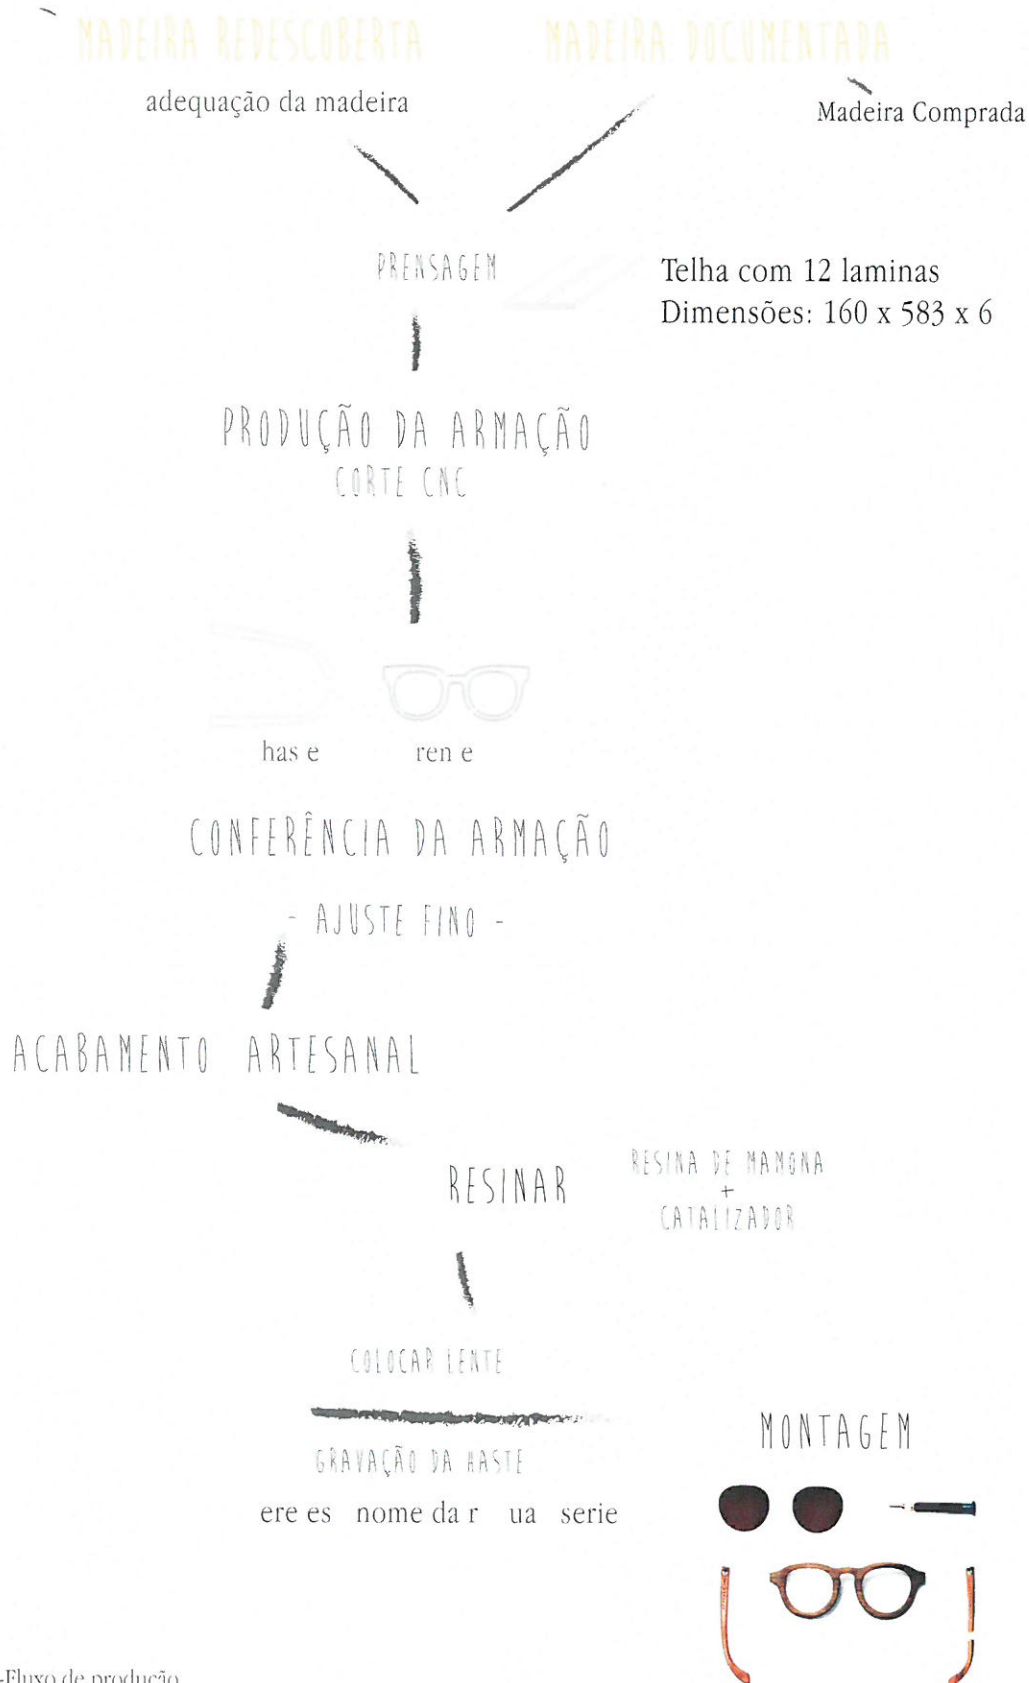 MADEIRA REDESCOBERTA
MADEIRA DOCUMENTADA
adequação da madeira
Madeira Comprada
PRENSAGEM
Telha com 12 laminas
Dimensões: 160 x 583 x 6
PRODUÇÃO DA ARMAÇÃO
CORTE CNC
has e
ren e
CONFERÊNCIA DA ARMAÇÃO
- AJUSTE FINO -
ACABAMENTO ARTESANAL
RESINAR
RESINA DE MAMONA
+
CATALIZADOR
COLOCAR LENTE
GRAVAÇÃO DA HASTE
ere es nome da r ua serie
MONTAGEM
-Fluxo de produção